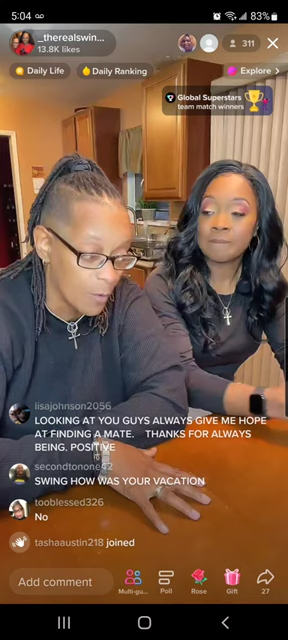 5:04
83%
_therealswin...
13.8K likes
311
Daily Life
Daily Ranking
Explore >
Global Superstars
team match winners
lisajohnson2056
LOOKING AT YOU GUYS ALWAYS GIVE ME HOPE
AT FINDING A MATE. THANKS FOR ALWAYS
BEING. POSITIVE
secondtonone42
SWING HOW WAS YOUR VACATION
tooblessed326
No
tashaaustin218 joined
Add comment
Multi-gu...
Poll
Rose
Gift
27